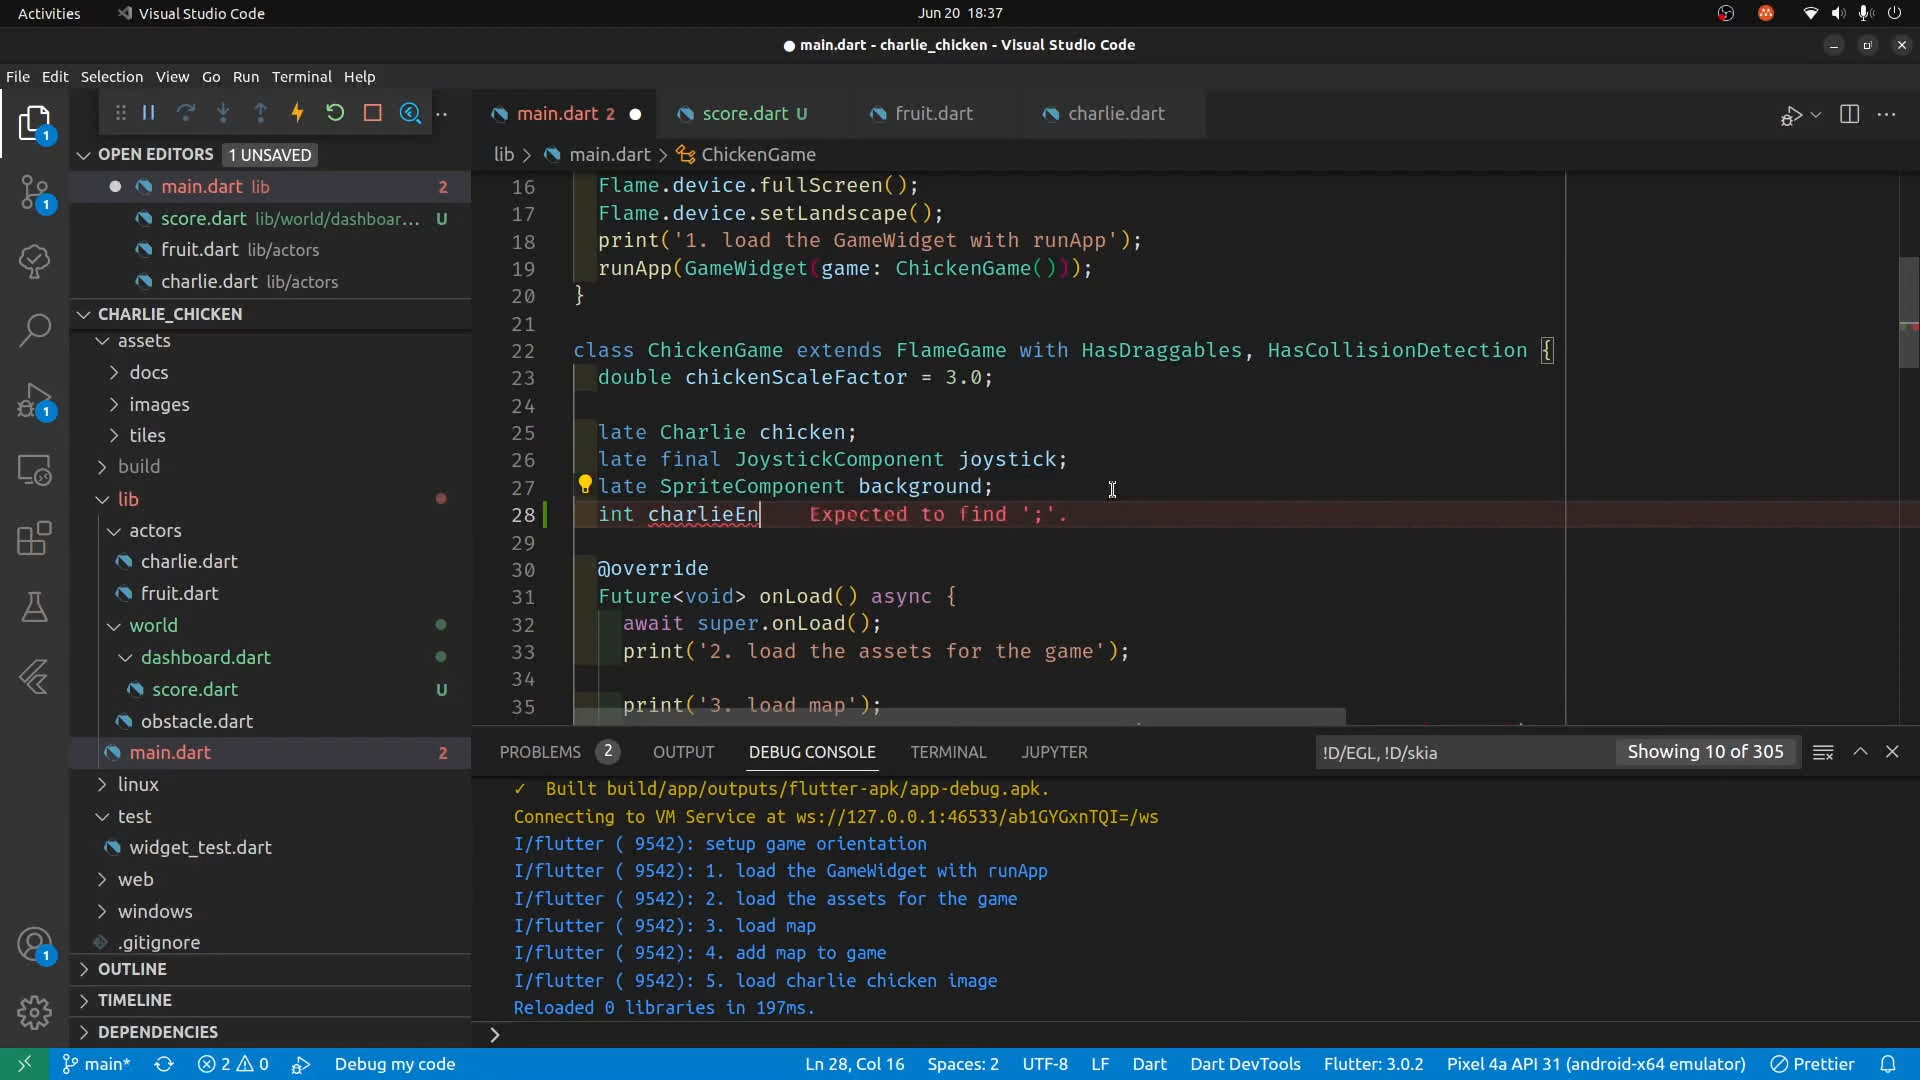 Activities Visual Studio Code Jun 20 18:37
main.dart - charlie_chicken - Visual Studio Code
File Edit Selection View Go Run Terminal Help
main.dart 2 score.dart U fruit.dart charlie.dart
lib > main.dart > ChickenGame
1
1
1
1
OPEN EDITORS 1 UNSAVED
main.dart lib 2
score.dart lib/world/dashboar... U
fruit.dart lib/actors
charlie.dart lib/actors
CHARLIE_CHICKEN
assets
docs
images
tiles
build
lib
actors
charlie.dart
fruit.dart
world
dashboard.dart
score.dart U
obstacle.dart
main.dart 2
linux
test
widget_test.dart
web
windows
.gitignore
OUTLINE
TIMELINE
DEPENDENCIES
16 Flame.device.fullScreen();
17 Flame.device.setLandscape();
18 print('1. load the GameWidget with runApp');
19 runApp(GameWidget(game: ChickenGame()));
20 }
21
22 class ChickenGame extends FlameGame with HasDraggables, HasCollisionDetection {
23 double chickenScaleFactor = 3.0;
24
25 late Charlie chicken;
26 late final JoystickComponent joystick;
27 late SpriteComponent background;
28 int charlieEn Expected to find ';'.
29
30 @override
31 Future<void> onLoad() async {
32 await super.onLoad();
33 print('2. load the assets for the game');
34
35 print('3. load map');
PROBLEMS 2 OUTPUT DEBUG CONSOLE TERMINAL JUPYTER !D/EGL, !D/skia Showing 10 of 305
✓ Built build/app/outputs/flutter-apk/app-debug.apk.
Connecting to VM Service at ws://127.0.0.1:46533/ab1GYGxnTQI=/ws
I/flutter ( 9542): setup game orientation
I/flutter ( 9542): 1. load the GameWidget with runApp
I/flutter ( 9542): 2. load the assets for the game
I/flutter ( 9542): 3. load map
I/flutter ( 9542): 4. add map to game
I/flutter ( 9542): 5. load charlie chicken image
Reloaded 0 libraries in 197ms.
main* 2 0 Debug my code Ln 28, Col 16 Spaces: 2 UTF-8 LF Dart Dart DevTools Flutter: 3.0.2 Pixel 4a API 31 (android-x64 emulator) Prettier